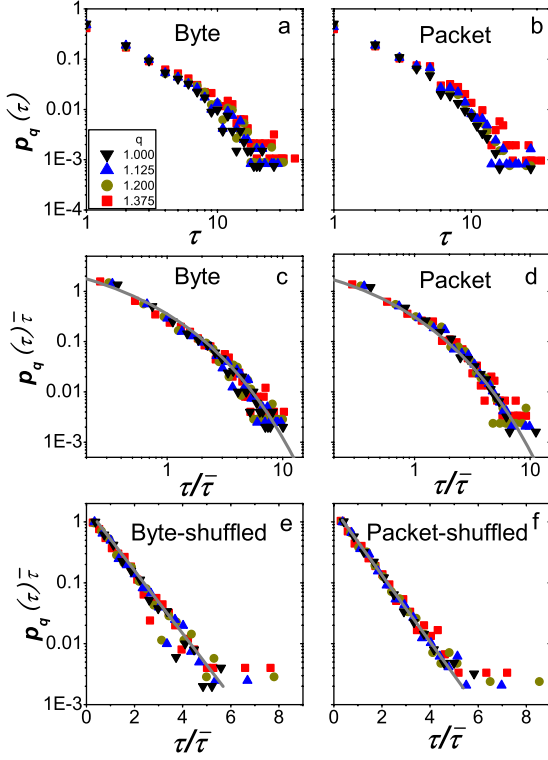 Byte a
Packet b
p_q(τ)
1
0.1
0.01
1E-3
1E-4
q
1.000
1.125
1.200
1.375
1 10
τ
1 10
τ
Byte c
Packet d
p_q(τ)τ̄
1
0.1
0.01
1E-3
1 10
τ/τ̄
1 10
τ/τ̄
Byte-shuffled e
Packet-shuffled f
p_q(τ)τ̄
1
0.1
0.01
1E-3
0 2 4 6 8
τ/τ̄
0 2 4 6 8
τ/τ̄